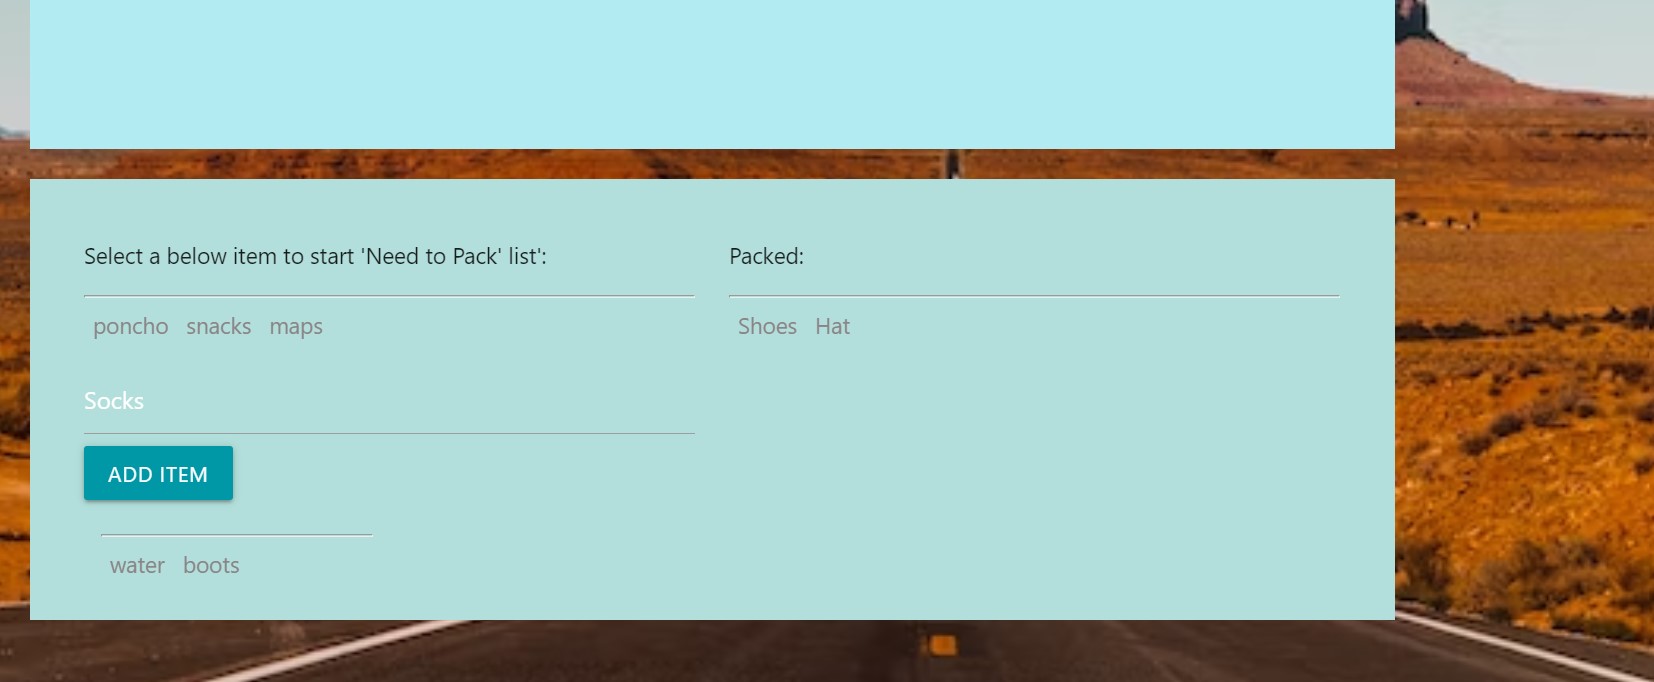 Select a below item to start 'Need to Pack' list':
poncho snacks maps
Socks
ADD ITEM
water boots
Packed:
Shoes Hat